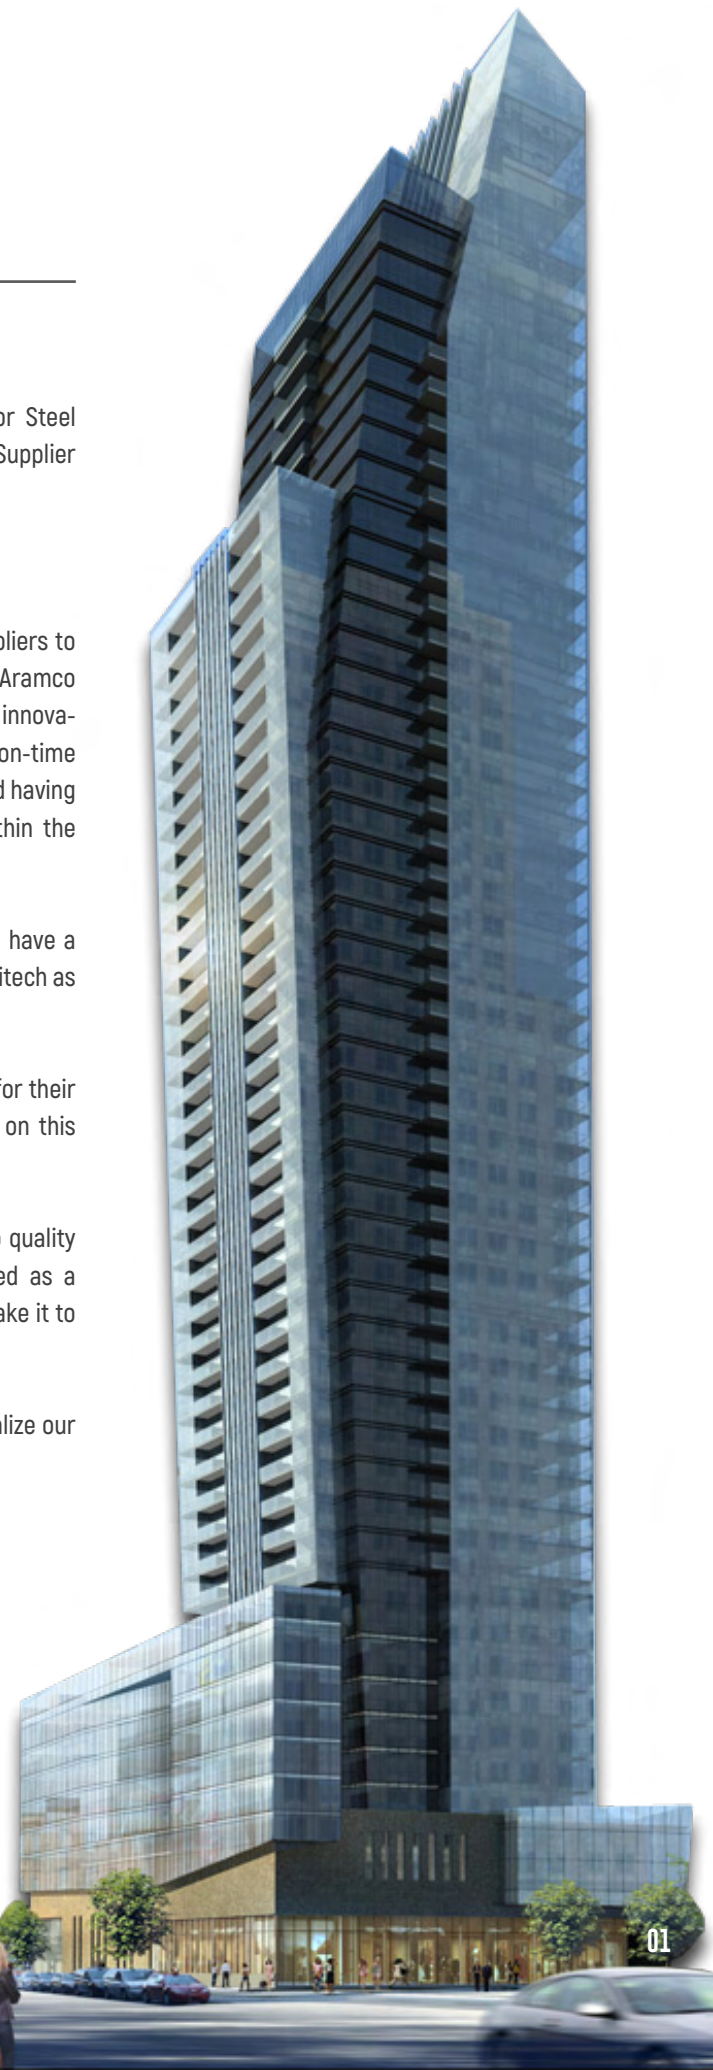 or Steel
Supplier
pliers to
Aramco
innova-
on-time
d having
thin the
have a
itech as
for their
on this
quality
ed as a
ake it to
alize our
01